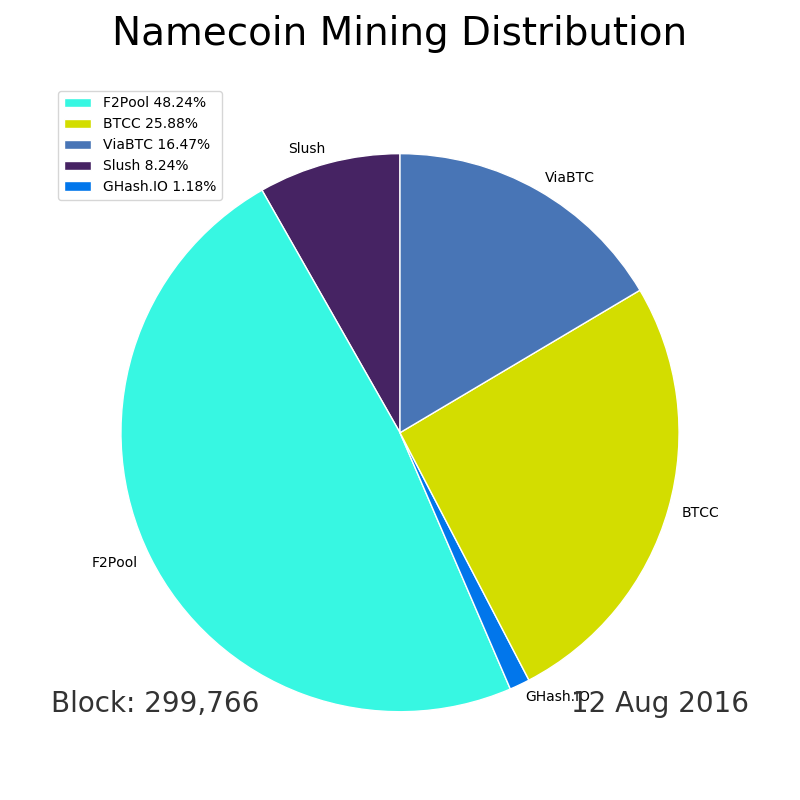 Namecoin Mining Distribution
F2Pool 48.24%
BTCC 25.88%
ViaBTC 16.47%
Slush 8.24%
GHash.IO 1.18%
Slush
ViaBTC
BTCC
F2Pool
GHash.IO
Block: 299,766
12 Aug 2016